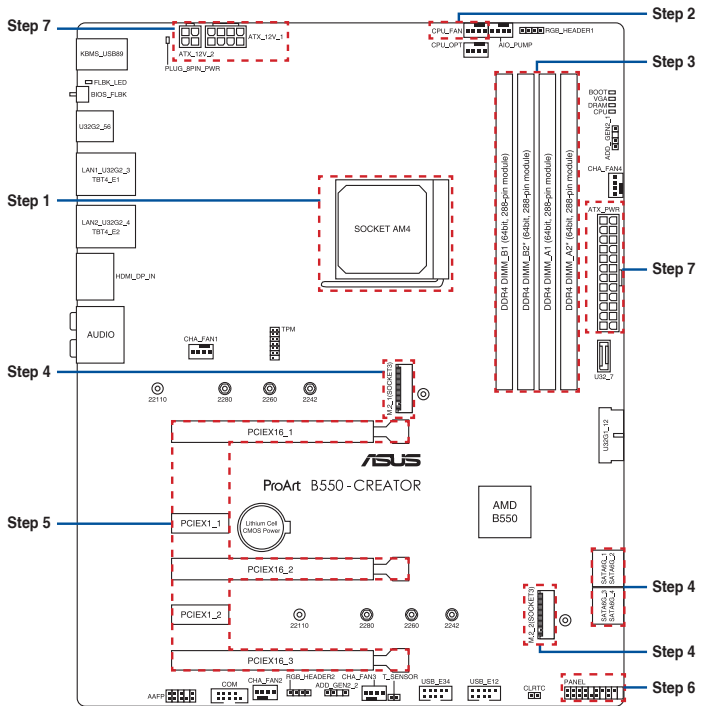 Step 7
ATX_12V_1
ATX_12V_2
PLUG_8PIN_PWR
Step 2
CPU_FAN
RGB_HEADER1
CPU_OPT
AIO_PUMP
Step 3
KBMS_USB89
FLBK_LED
BIOS_FLBK
U32G2_56
LAN1_U32G2_3
TBT4_E1
LAN2_U32G2_4
TBT4_E2
HDMI_DP_IN
AUDIO
BOOT
VGA
DRAM
CPU
ADD_GEN2_1
CHA_FAN4
DDR4 DIMM_B1 (64bit, 288-pin module)
DDR4 DIMM_B2* (64bit, 288-pin module)
DDR4 DIMM_A1 (64bit, 288-pin module)
DDR4 DIMM_A2* (64bit, 288-pin module)
Step 1
SOCKET AM4
ATX_PWR
Step 7
CHA_FAN1
TPM
U32_7
Step 4
M.2_1(SOCKET3)
22110
2280
2260
2242
PCIEX16_1
U32G1_12
ASUS
ProArt B550-CREATOR
AMD
B550
Step 5
PCIEX1_1
Lithium Cell
CMOS Power
PCIEX16_2
SATA6G_1
SATA6G_2
SATA6G_3
SATA6G_4
Step 4
PCIEX1_2
22110
2280
2260
2242
M.2_2(SOCKET3)
Step 4
PCIEX16_3
AAFP
COM
CHA_FAN2
RGB_HEADER2
ADD_GEN2_2
CHA_FAN3
T_SENSOR
USB_E34
USB_E12
CLRTC
PANEL
Step 6